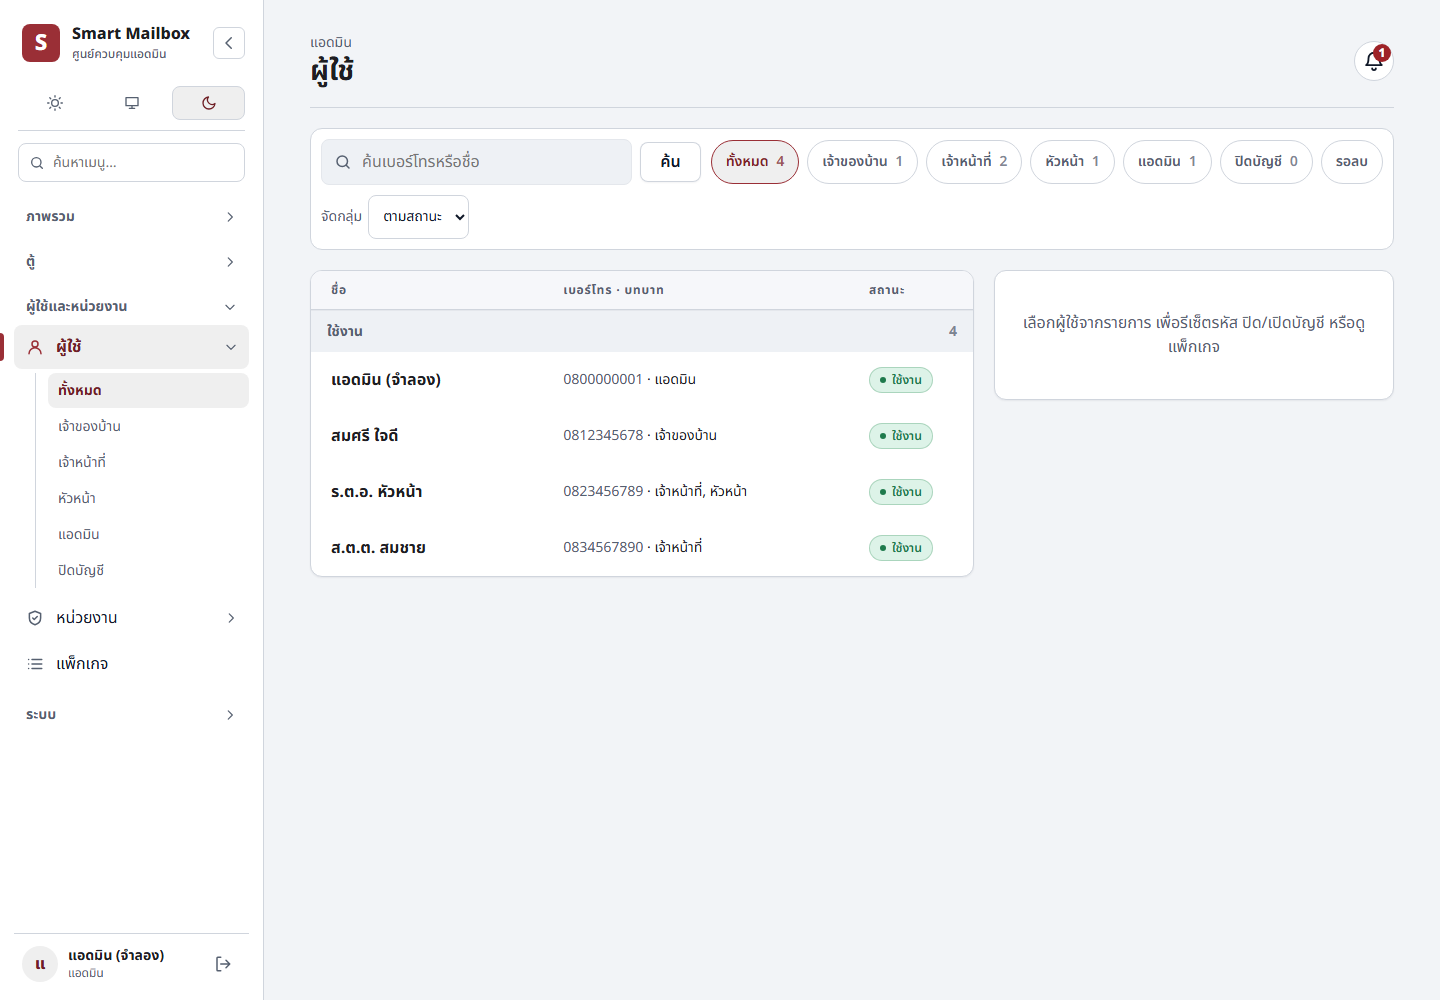 S
Smart Mailbox
ศูนย์ควบคุมแอดมิน
ค้นหาเมนู...
ภาพรวม
ตู้
ผู้ใช้และหน่วยงาน
ผู้ใช้
ทั้งหมด
เจ้าของบ้าน
เจ้าหน้าที่
หัวหน้า
แอดมิน
ปิดบัญชี
หน่วยงาน
แพ็กเกจ
ระบบ
แ
แอดมิน (จำลอง)
แอดมิน
แอดมิน
ผู้ใช้
1
ค้นเบอร์โทรหรือชื่อ
ค้น
ทั้งหมด 4
เจ้าของบ้าน 1
เจ้าหน้าที่ 2
หัวหน้า 1
แอดมิน 1
ปิดบัญชี 0
รอลบ
จัดกลุ่ม
ตามสถานะ
ชื่อ เบอร์โทร · บทบาท สถานะ
ใช้งาน 4
แอดมิน (จำลอง) 0800000001 · แอดมิน ใช้งาน
สมศรี ใจดี 0812345678 · เจ้าของบ้าน ใช้งาน
ร.ต.อ. หัวหน้า 0823456789 · เจ้าหน้าที่, หัวหน้า ใช้งาน
ส.ต.ต. สมชาย 0834567890 · เจ้าหน้าที่ ใช้งาน
เลือกผู้ใช้จากรายการ เพื่อรีเซ็ตรหัส ปิด/เปิดบัญชี หรือดู
แพ็กเกจ